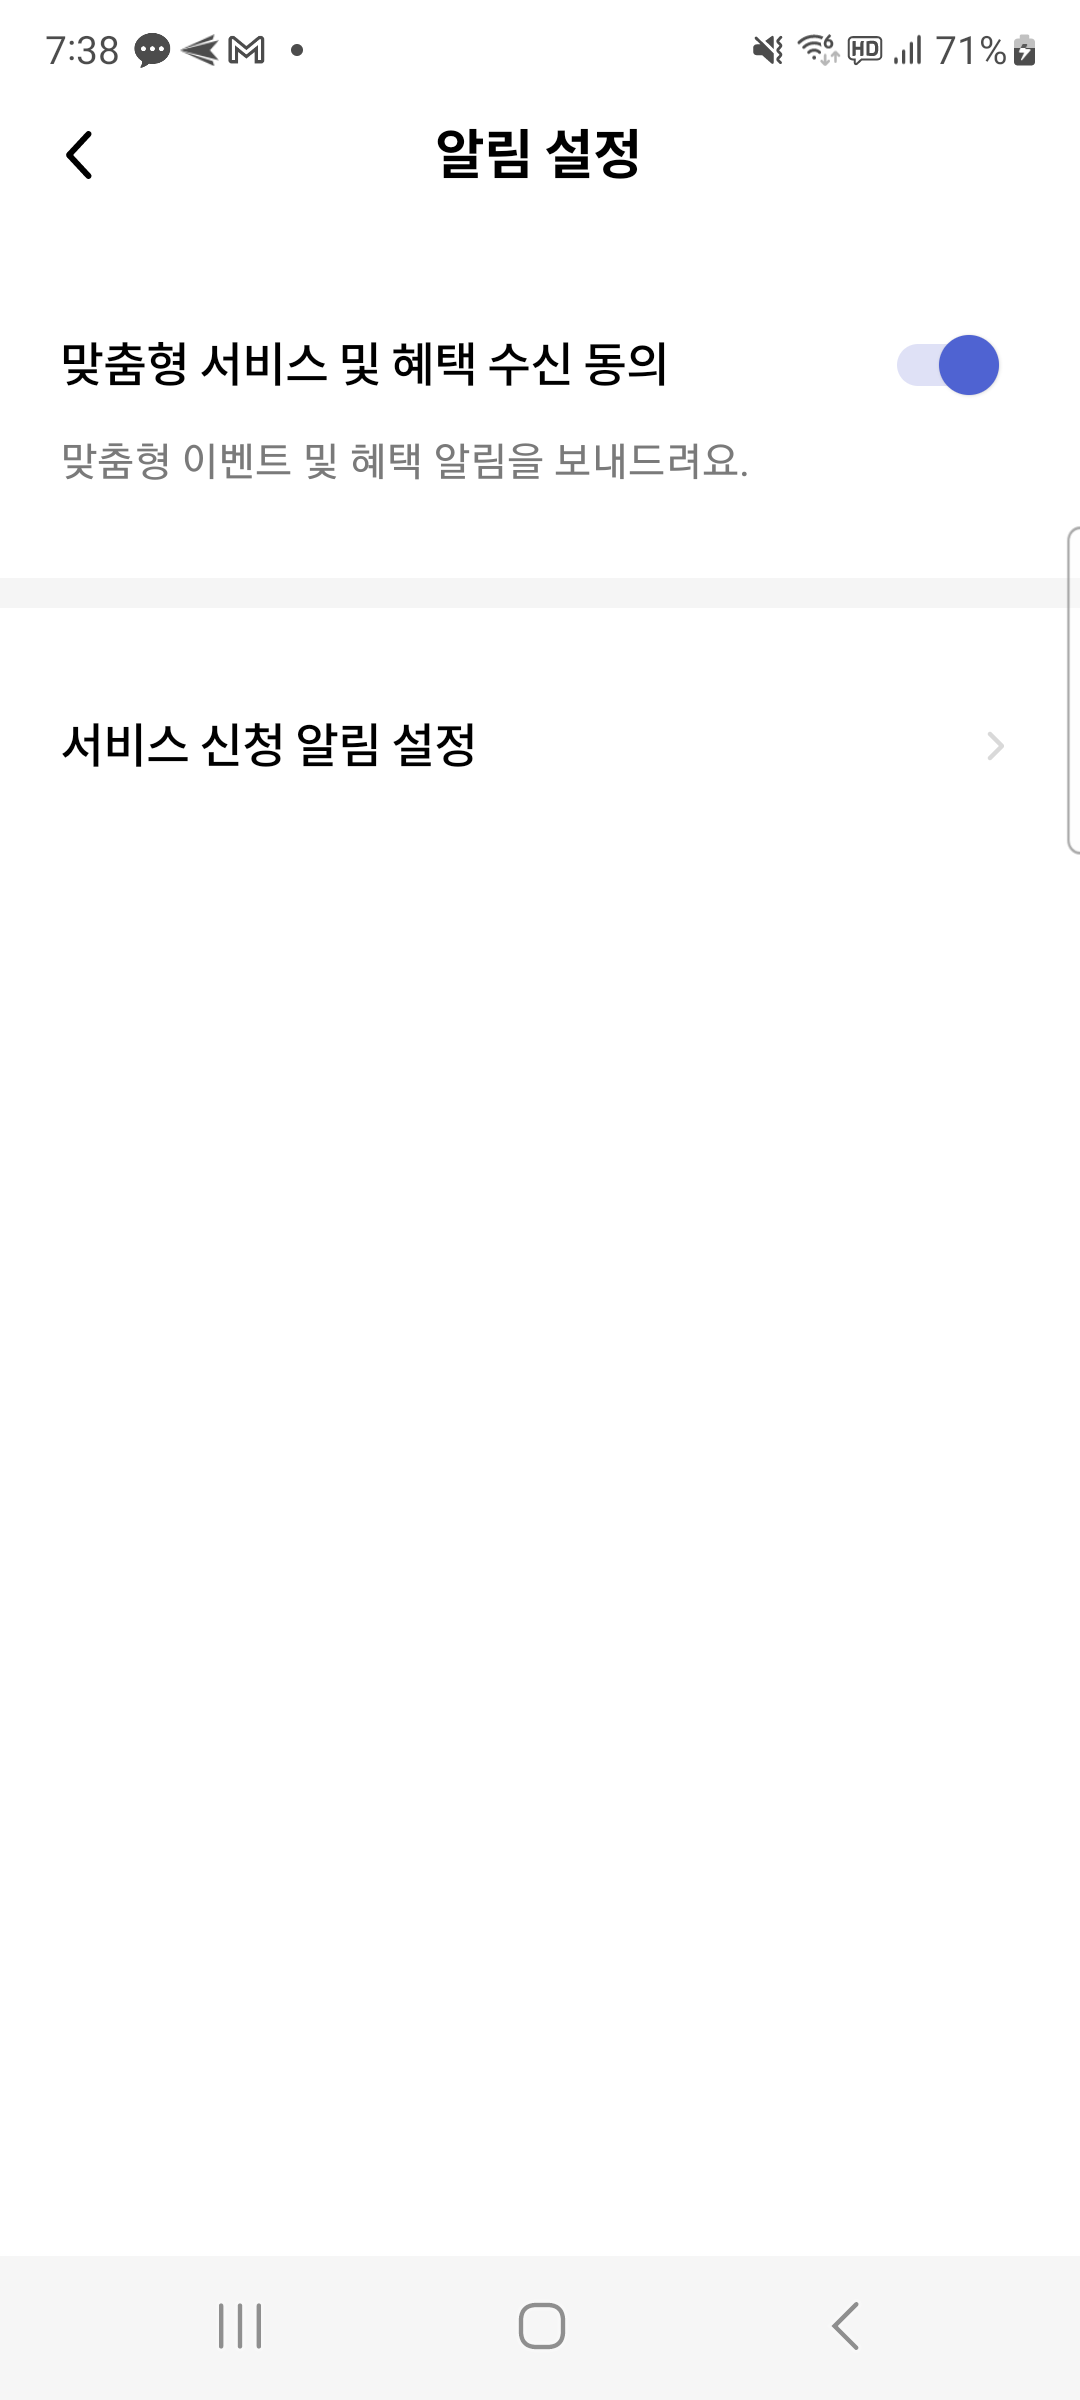 7:38 71%
알림 설정
맞춤형 서비스 및 혜택 수신 동의
맞춤형 이벤트 및 혜택 알림을 보내드려요.
서비스 신청 알림 설정